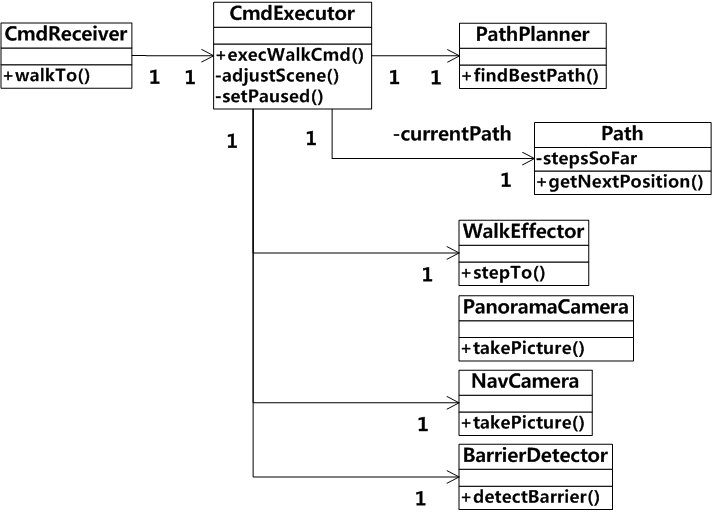 CmdReceiver
+walkTo()
1
1
CmdExecutor
+execWalkCmd()
-adjustScene()
-setPaused()
1
1
PathPlanner
+findBestPath()
1
1
-currentPath
1
Path
-stepsSoFar
+getNextPosition()
WalkEffector
+stepTo()
1
PanoramaCamera
+takePicture()
NavCamera
+takePicture()
1
BarrierDetector
+detectBarrier()
1